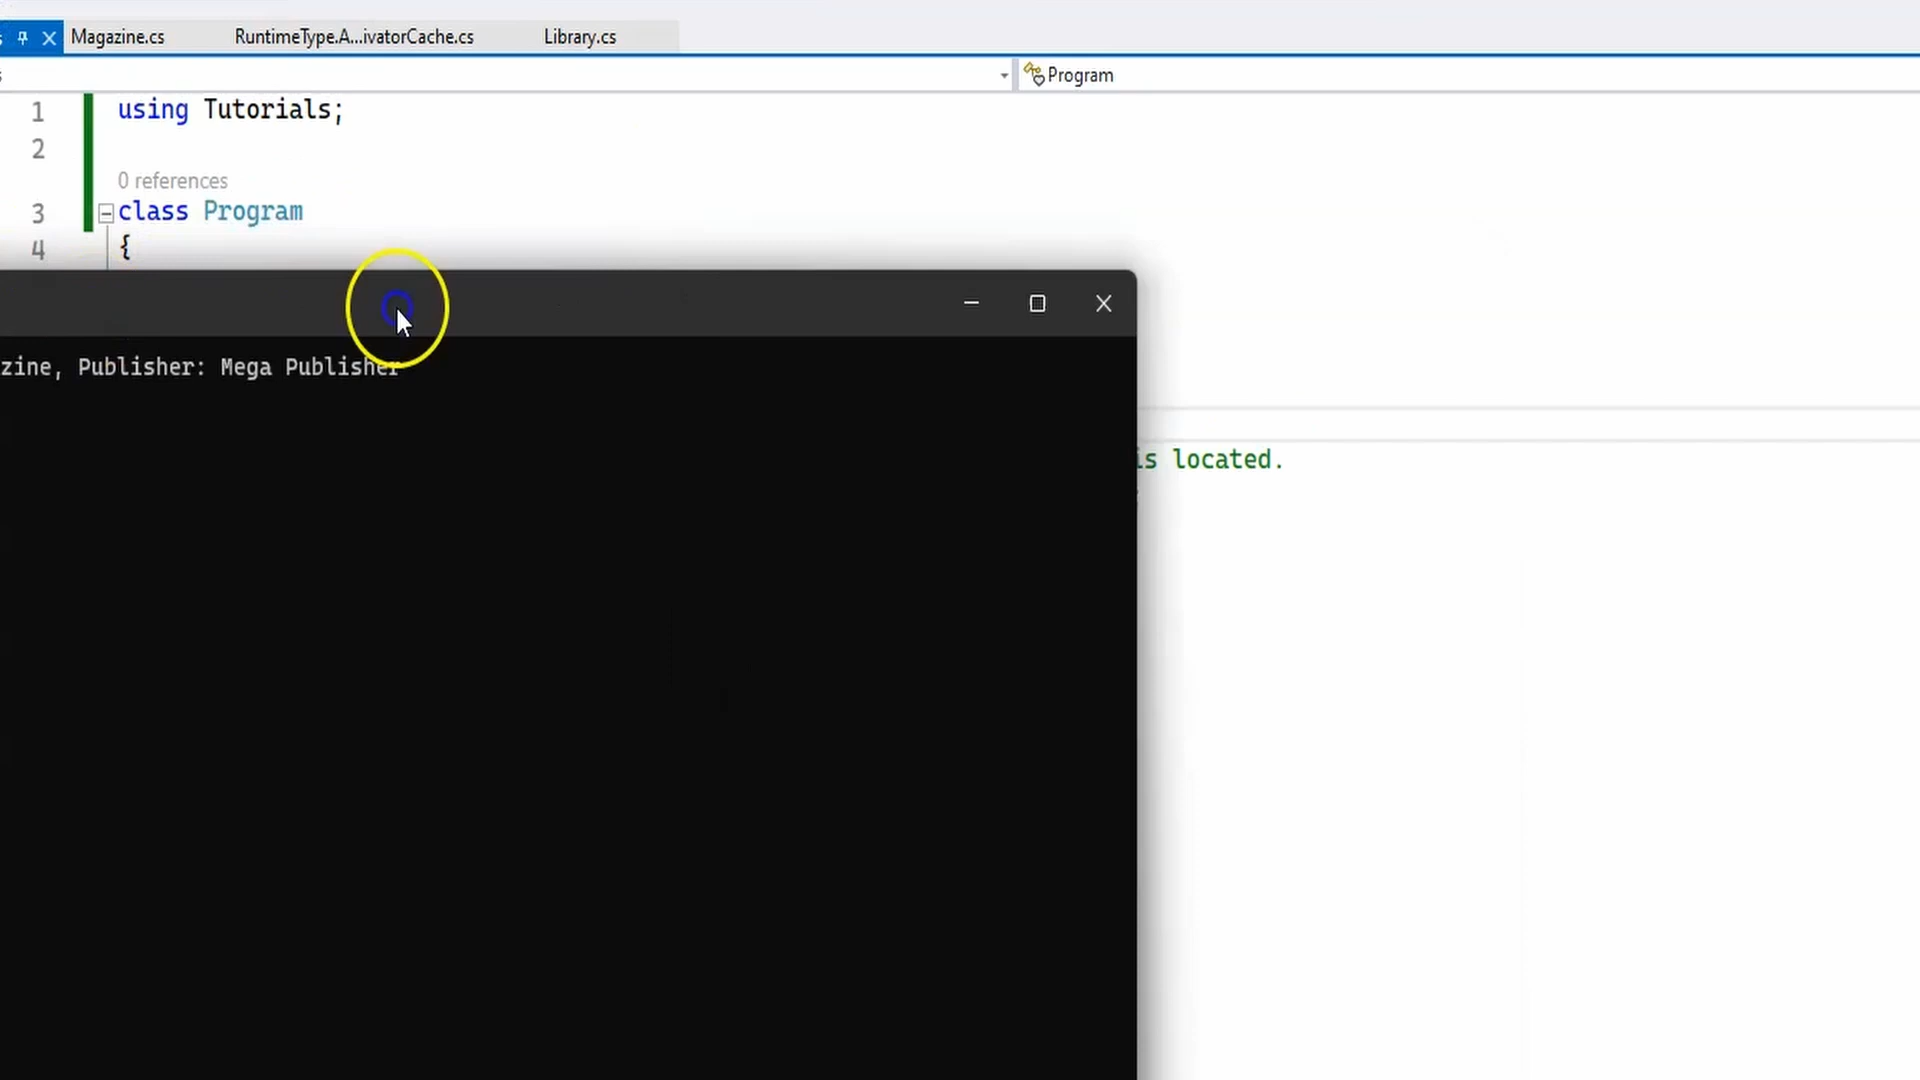 Magazine.cs RuntimeType.A...ivatorCache.cs Library.cs
Program
1 using Tutorials;
2
0 references
3 class Program
4 {
zine, Publisher: Mega Publisher
is located.